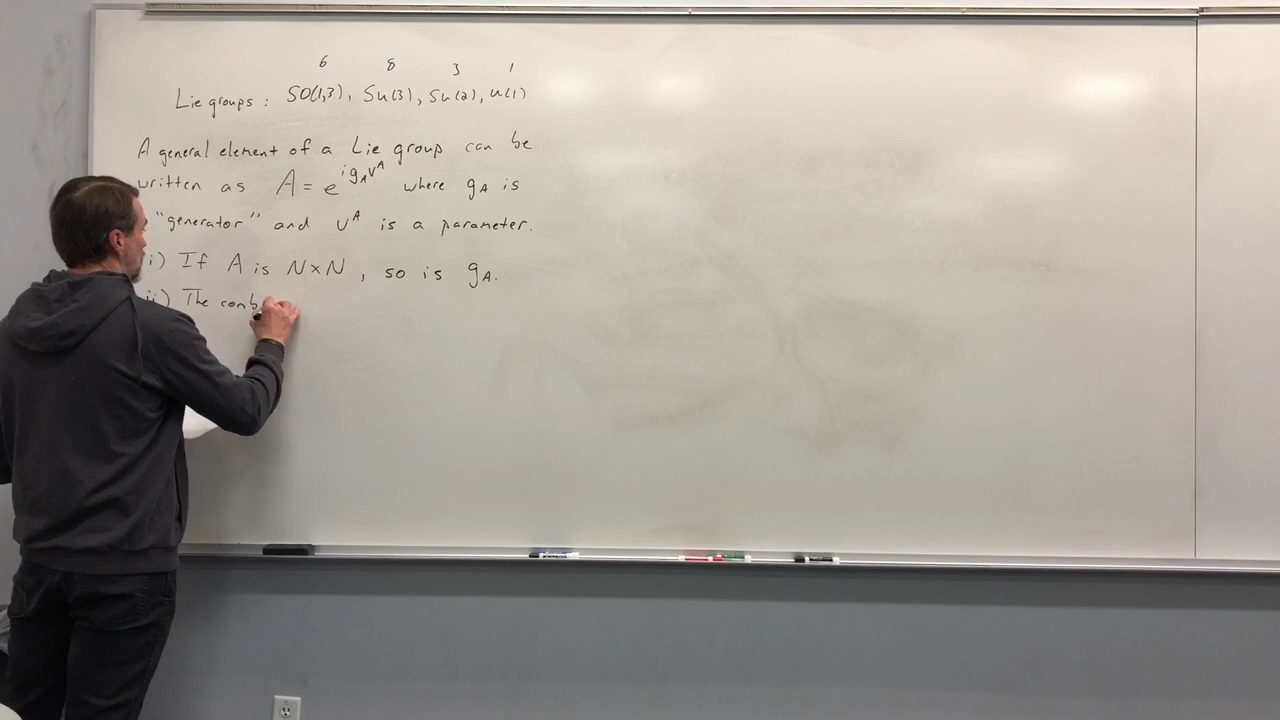 6 8 3 1
Lie groups: SO(1,3), SU(3), SU(2), U(1)
A general element of a Lie group can be
written as A = e^{i g_A v^A} where g_A is
"generator" and v^A is a parameter.
i) If A is N×N, so is g_A.
ii) The comb